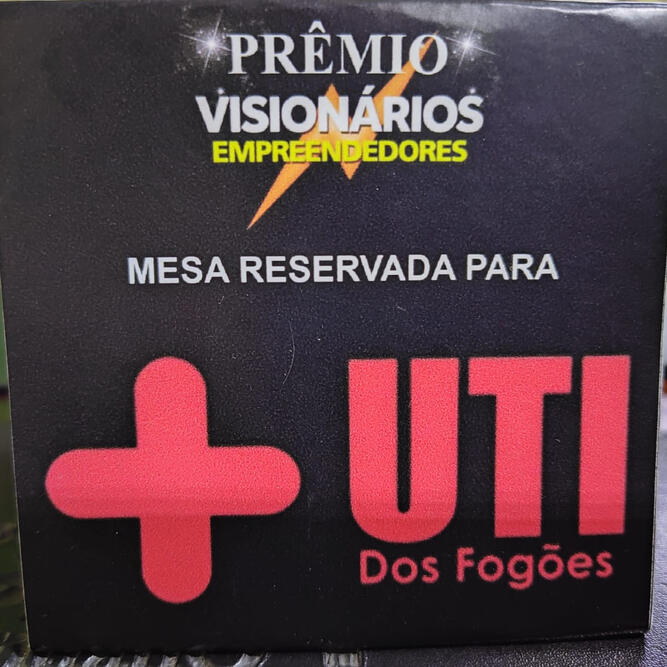 PRÊMIO
VISIONÁRIOS
EMPREENDEDORES
MESA RESERVADA PARA
UTI
Dos Fogões